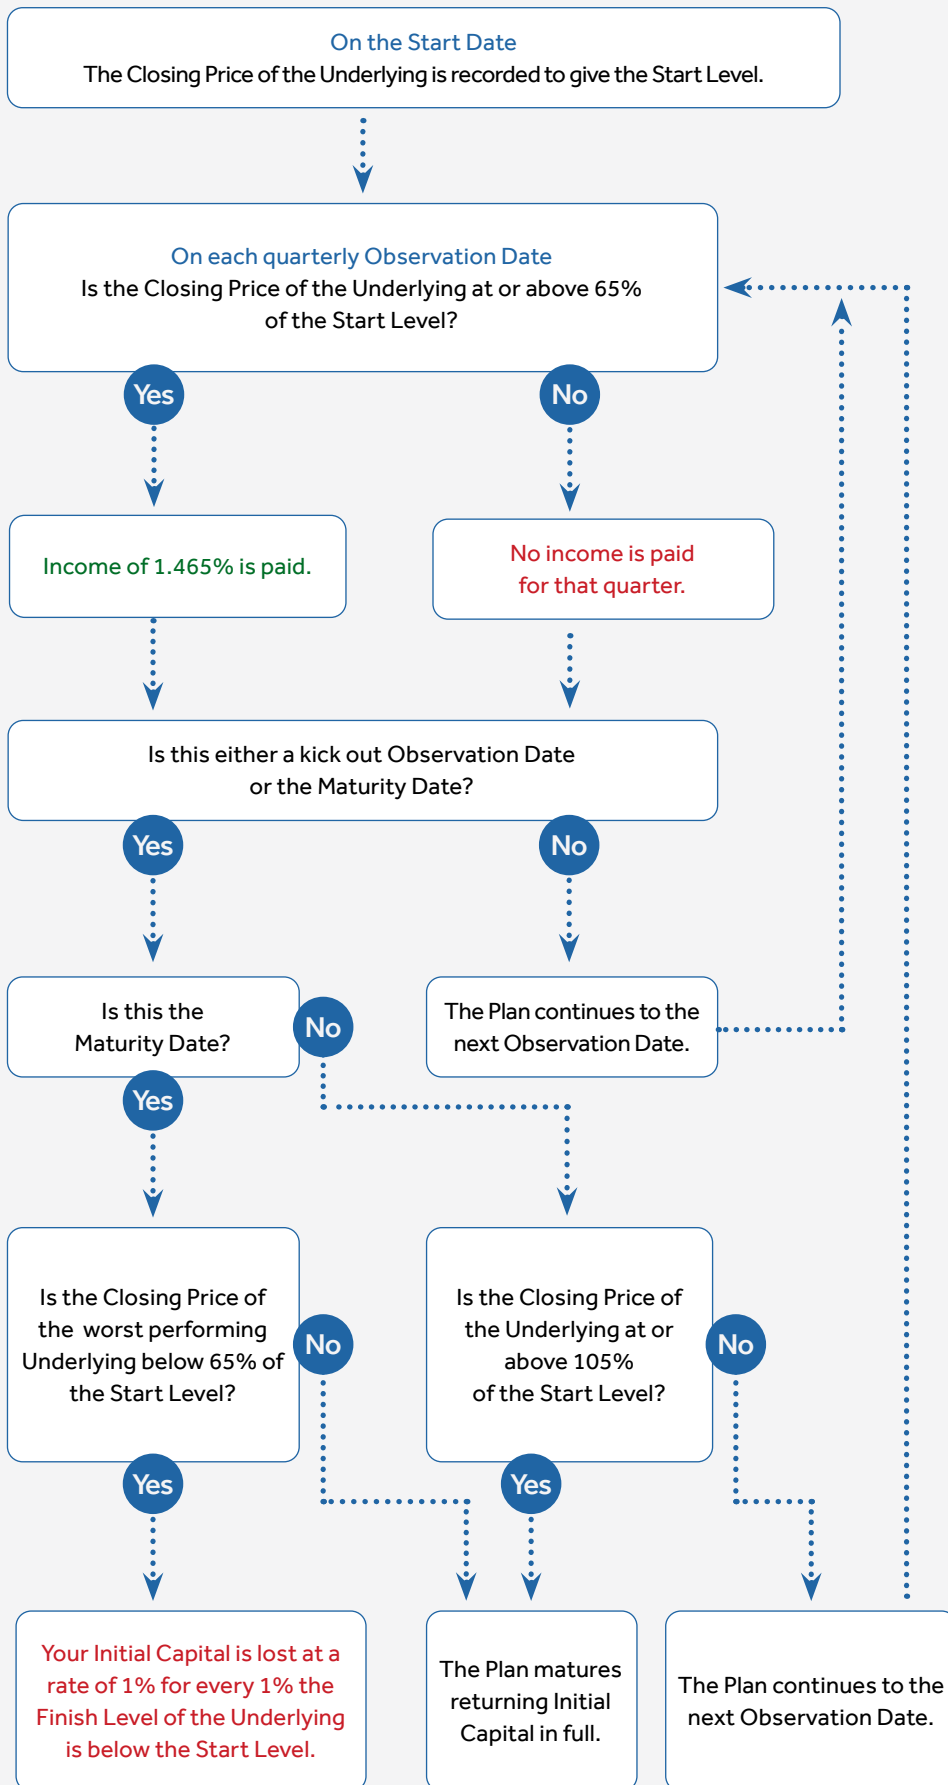 On the Start Date
The Closing Price of the Underlying is recorded to give the Start Level.
On each quarterly Observation Date
Is the Closing Price of the Underlying at or above 65%
of the Start Level?
Yes
No
Income of 1.465% is paid.
No income is paid
for that quarter.
Is this either a kick out Observation Date
or the Maturity Date?
Yes
No
Is this the
Maturity Date?
No
Yes
The Plan continues to the
next Observation Date.
Is the Closing Price of
the worst performing
Underlying below 65% of
the Start Level?
No
Yes
Is the Closing Price of
the Underlying at or
above 105%
of the Start Level?
No
Yes
Your Initial Capital is lost at a
rate of 1% for every 1% the
Finish Level of the Underlying
is below the Start Level.
The Plan matures
returning Initial
Capital in full.
The Plan continues to the
next Observation Date.